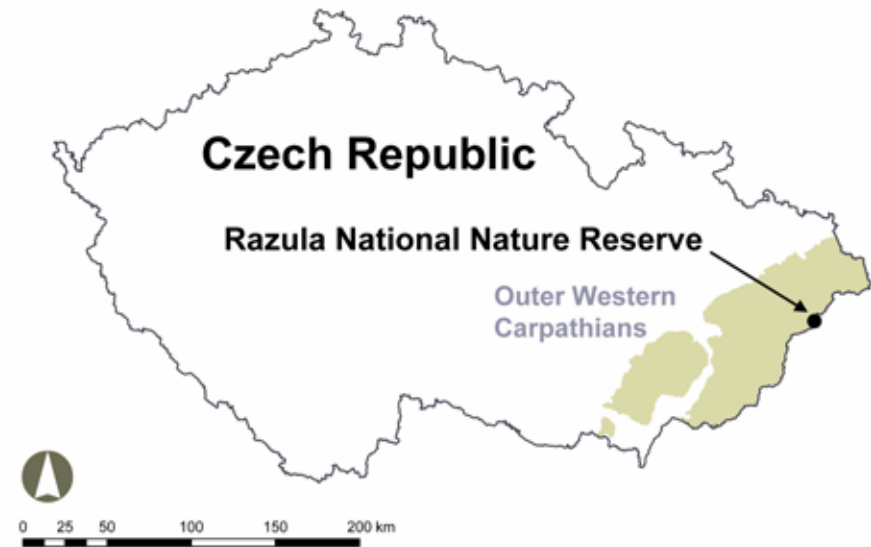 Czech Republic
Razula National Nature Reserve
Outer Western
Carpathians
0 25 50 100 150 200 km